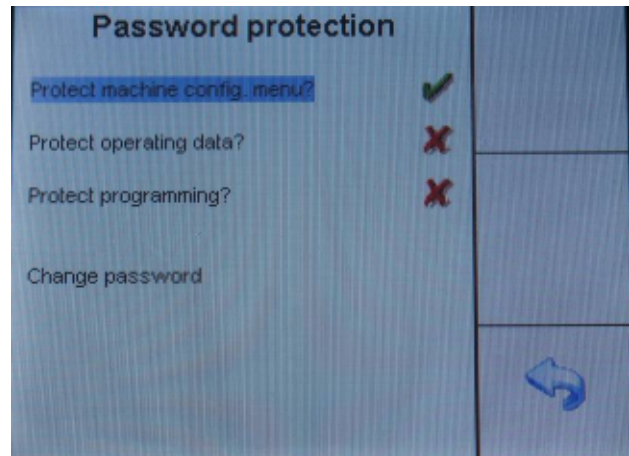 Password protection
Protect machine config. menu?
Protect operating data?
Protect programming?
Change password